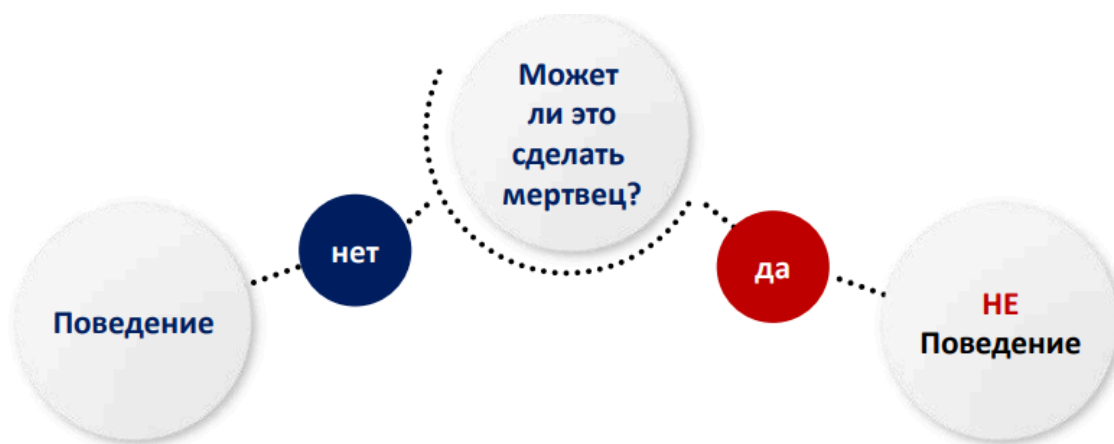 Может
ли это
сделать
мертвец?
нет
да
Поведение
НЕ
Поведение